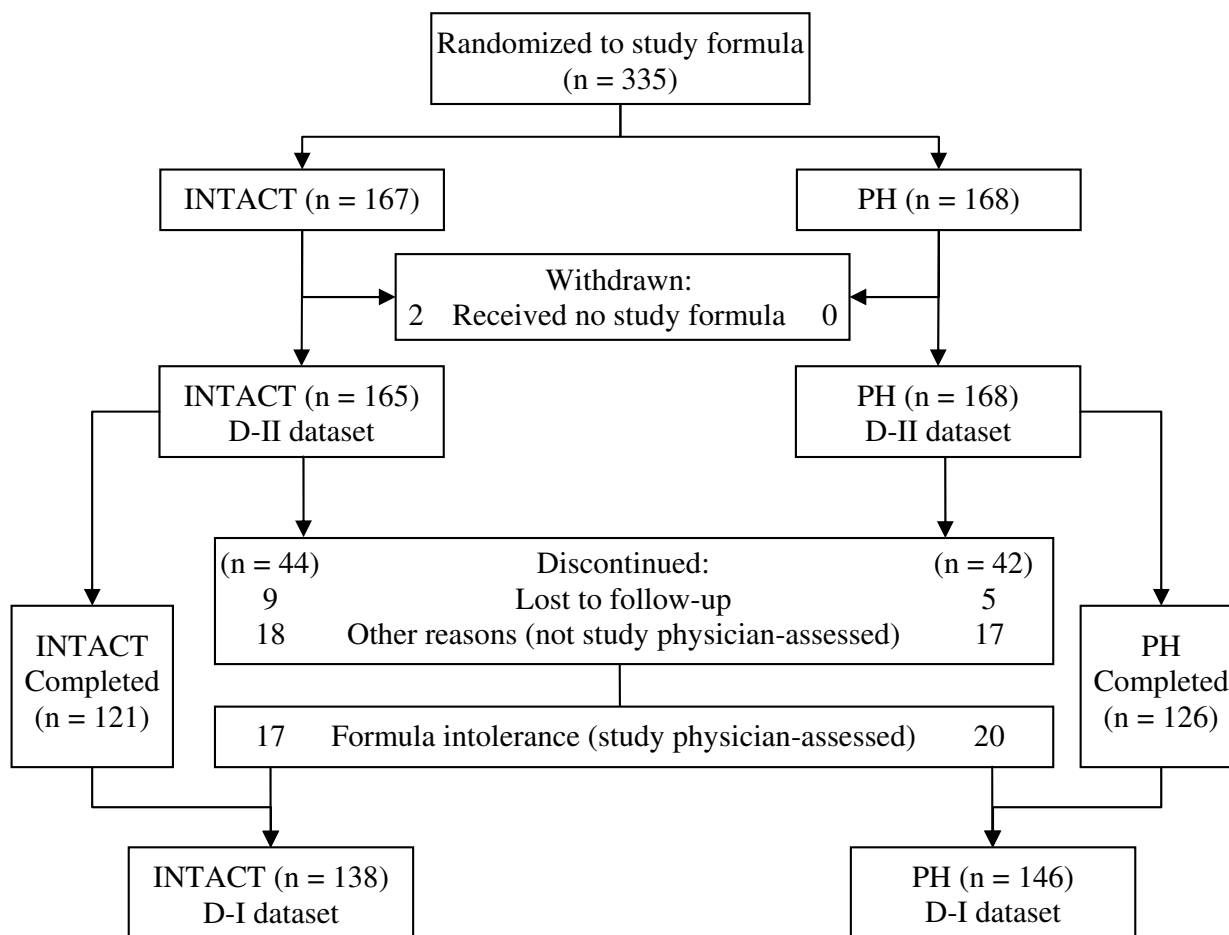 Randomized to study formula
(n = 335)
INTACT (n = 167)
PH (n = 168)
Withdrawn:
2 Received no study formula 0
INTACT (n = 165)
D-II dataset
PH (n = 168)
D-II dataset
(n = 44) Discontinued: (n = 42)
9 Lost to follow-up 5
18 Other reasons (not study physician-assessed) 17
INTACT
Completed
(n = 121)
PH
Completed
(n = 126)
17 Formula intolerance (study physician-assessed) 20
INTACT (n = 138)
D-I dataset
PH (n = 146)
D-I dataset